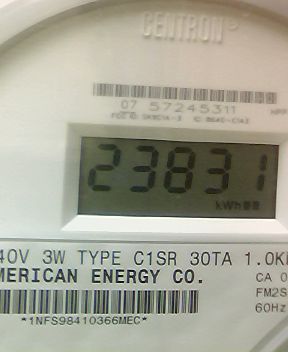 CENTRON
07 57245311
23831
kWh
40V 3W TYPE C1SR 30TA 1.0K
MERICAN ENERGY CO.
CA 0
FM2S
60Hz
*1NFS98410366MEC*